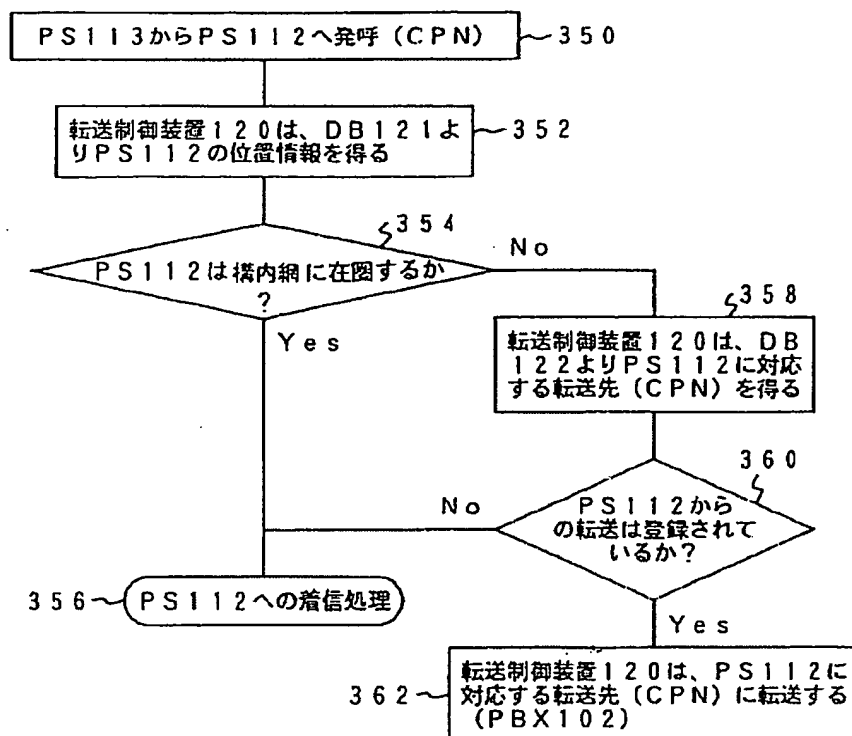 PS113からPS112へ発呼(CPN)
350
転送制御装置120は、DB121よ
りPS112の位置情報を得る
352
354
PS112は構内網に在圏するか
?
No
Yes
358
転送制御装置120は、DB
122よりPS112に対応
する転送先(CPN)を得る
360
PS112から
の転送は登録されて
いるか?
No
Yes
356
PS112への着信処理
362
転送制御装置120は、PS112に
対応する転送先(CPN)に転送する
(PBX102)